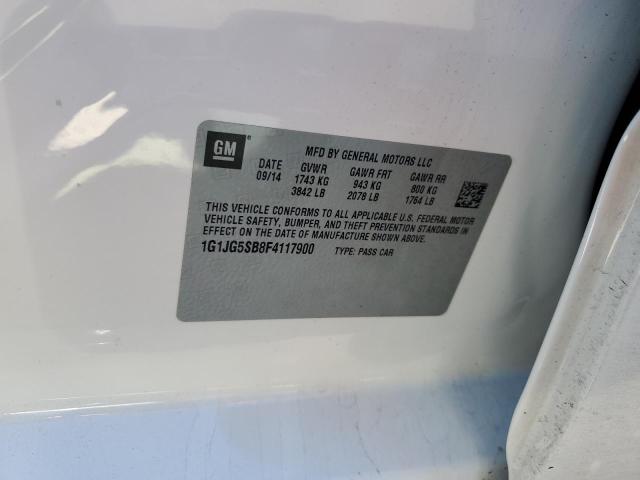 GM
MFD BY GENERAL MOTORS LLC
DATE GVWR GAWR FRT GAWR RR
09/14 1743 KG 943 KG 800 KG
3842 LB 2078 LB 1764 LB
THIS VEHICLE CONFORMS TO ALL APPLICABLE U.S. FEDERAL MOTOR
VEHICLE SAFETY, BUMPER, AND THEFT PREVENTION STANDARDS IN
EFFECT ON THE DATE OF MANUFACTURE SHOWN ABOVE.
1G1JG5SB8F4117900 TYPE: PASS CAR